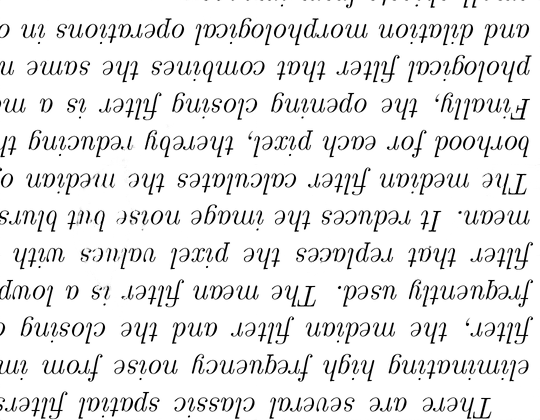 There are several classic spatial filters
eliminating high frequency noise from im
filter, the median filter and the closing o
frequently used. The mean filter is a lowp
filter that replaces the pixel values with
mean. It reduces the image noise but blurs
The median filter calculates the median o
borhood for each pixel, thereby reducing th
Finally, the opening closing filter is a mo
phological filter that combines the same n
and dilation morphological operations in o